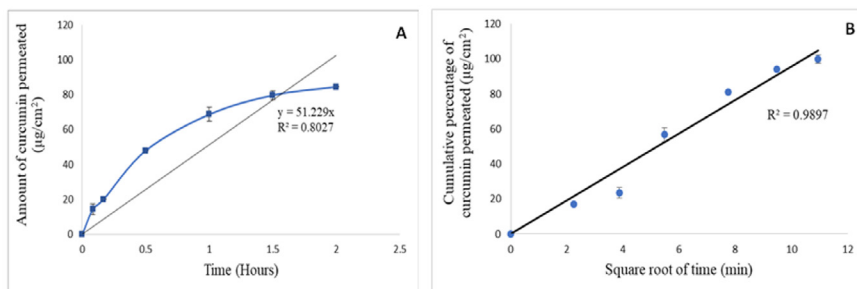 A
120
100
80
60
40
20
0
0
0.5
1
1.5
2
2.5
y = 51.229x
R² = 0.8027
Amount of curcumin permeated
(µg/cm²)
Time (Hours)
B
120
100
80
60
40
20
0
0
2
4
6
8
10
12
R² = 0.9897
Cumulative percentage of
curcumin permeated (µg/cm²)
Square root of time (min)